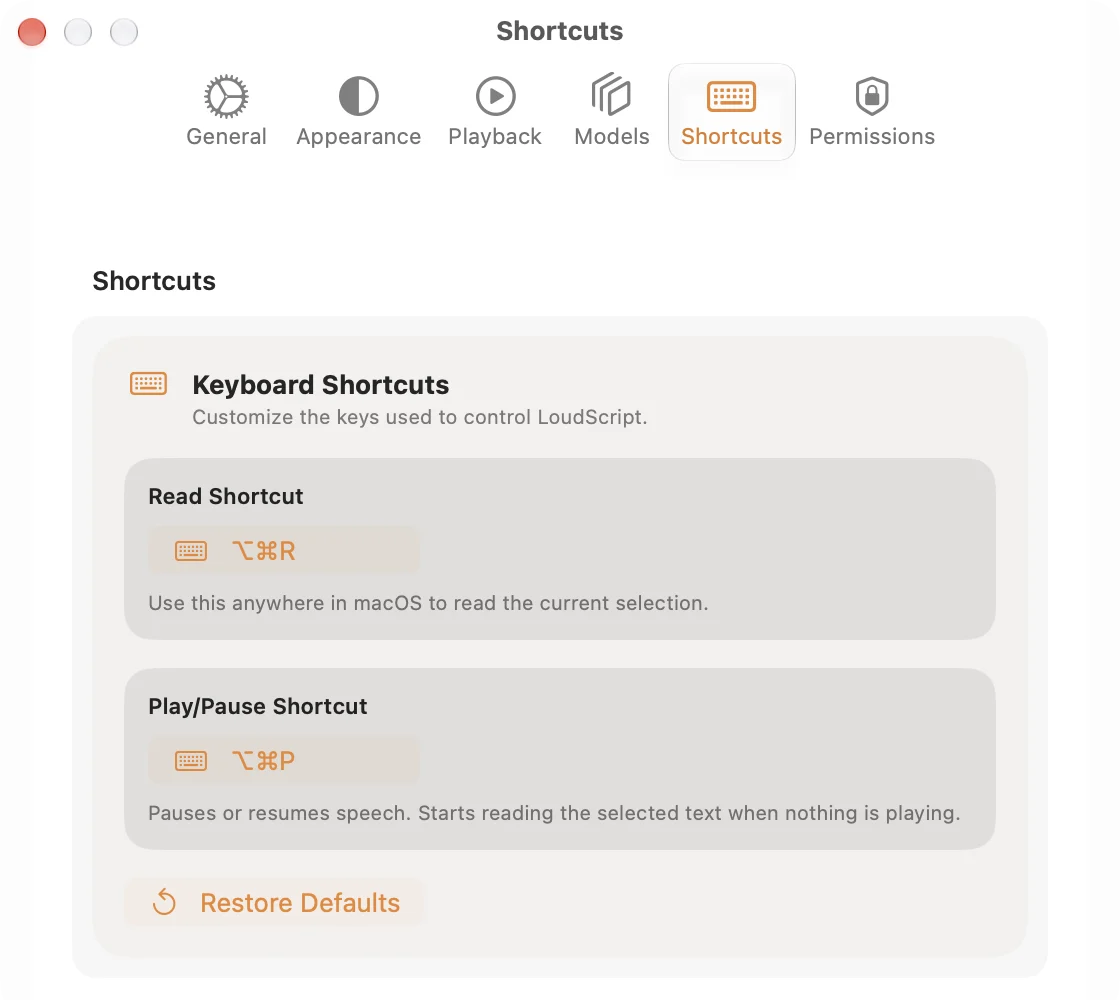 Shortcuts
General
Appearance
Playback
Models
Shortcuts
Permissions
Shortcuts
Keyboard Shortcuts
Customize the keys used to control LoudScript.
Read Shortcut
⌥⌘R
Use this anywhere in macOS to read the current selection.
Play/Pause Shortcut
⌥⌘P
Pauses or resumes speech. Starts reading the selected text when nothing is playing.
Restore Defaults